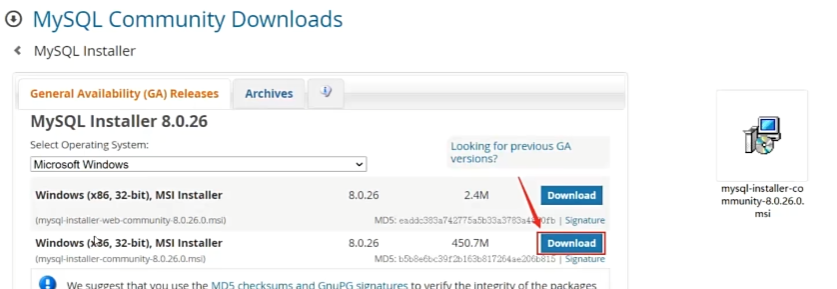 MySQL Community Downloads
MySQL Installer
General Availability (GA) Releases
Archives
MySQL Installer 8.0.26
Select Operating System:
Microsoft Windows
Looking for previous GA
versions?
Windows (x86, 32-bit), MSI Installer 8.0.26 2.4M Download
(mysql-installer-web-community-8.0.26.0.msi) MD5: | Signature
Windows (x86, 32-bit), MSI Installer 8.0.26 450.7M Download
(mysql-installer-community-8.0.26.0.msi) MD5: | Signature
We suggest that you use the MD5 checksums and GnuPG signatures to verify the integrity of the packages
mysql-installer-co
mmunity-8.0.26.0.
msi